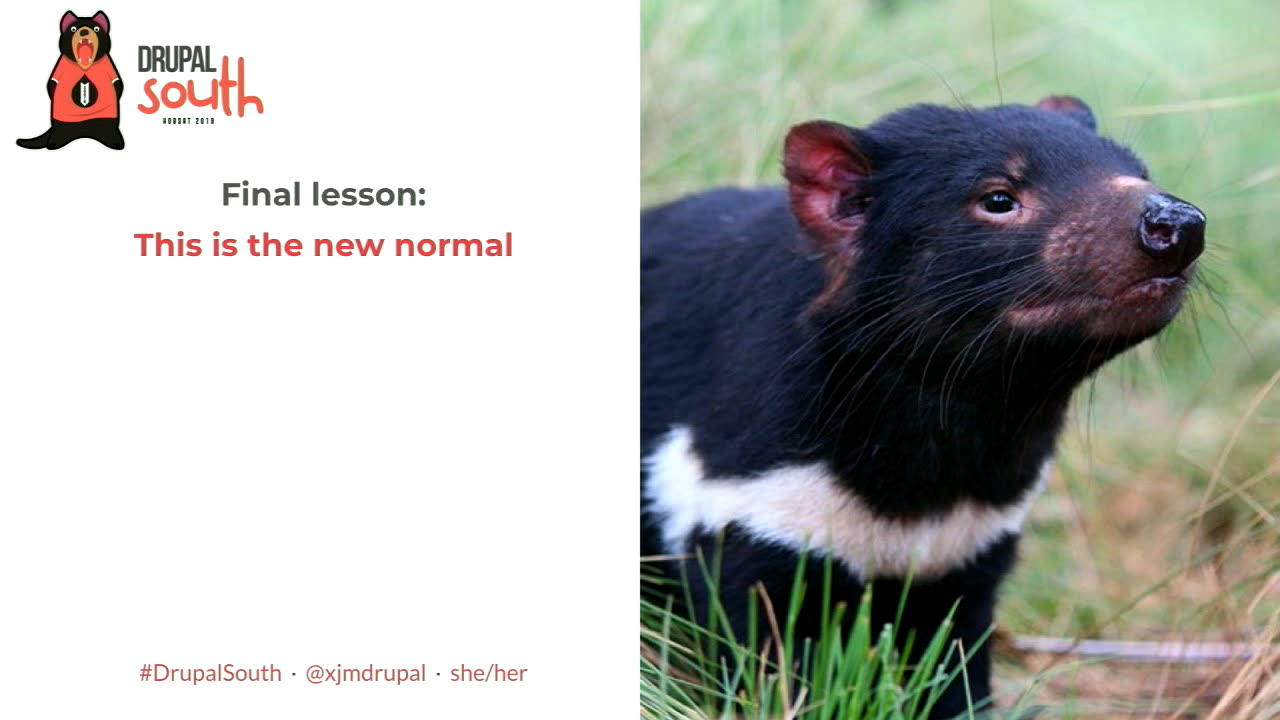 DRUPAL
south
HOBART 2019
Final lesson:
This is the new normal
#DrupalSouth · @xjmdrupal · she/her